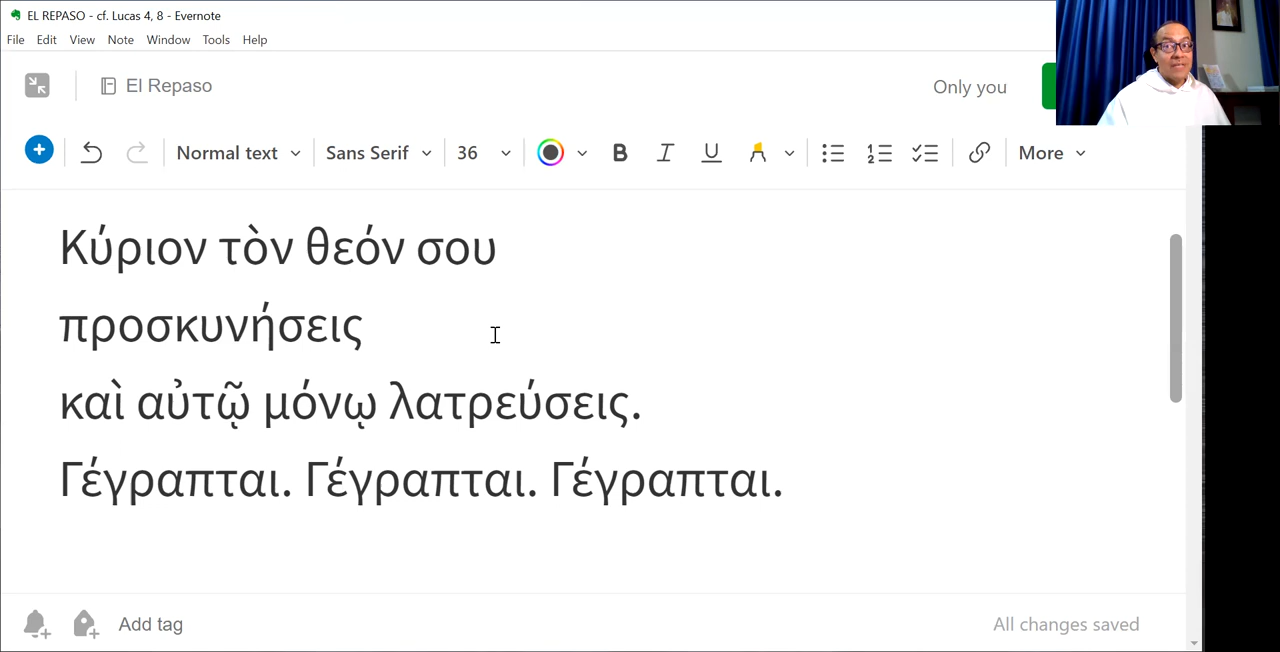 EL REPASO - cf. Lucas 4, 8 - Evernote
File Edit View Note Window Tools Help
El Repaso
Only you
Normal text Sans Serif 36 B I U More
Κύριον τὸν θεόν σου
προσκυνήσεις
καὶ αὐτῷ μόνῳ λατρεύσεις.
Γέγραπται. Γέγραπται. Γέγραπται.
Add tag
All changes saved